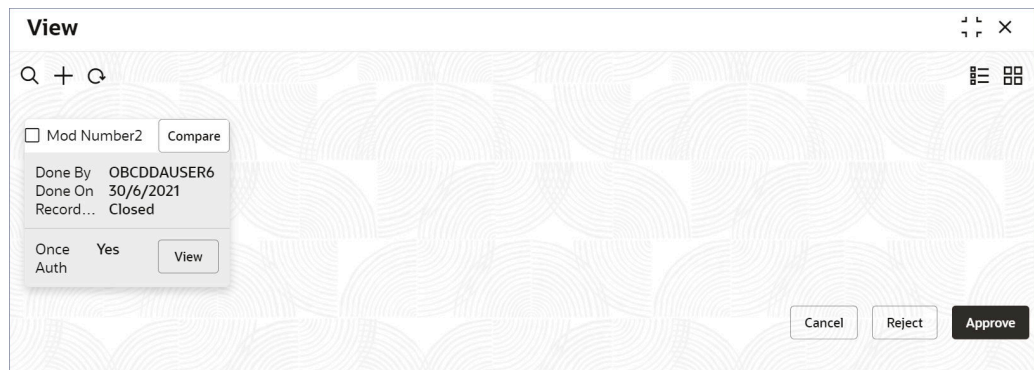 View
Mod Number2 Compare
Done By OBCDDAUSER6
Done On 30/6/2021
Record... Closed
Once Auth Yes View
Cancel Reject Approve